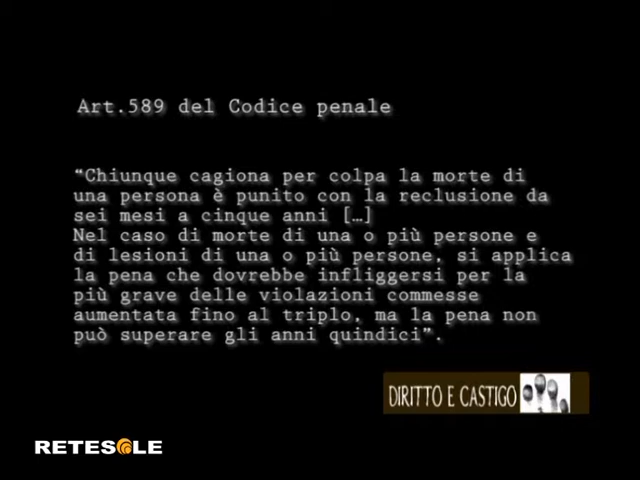 Art.589 del Codice penale
“Chiunque cagiona per colpa la morte di
una persona è punito con la reclusione da
sei mesi a cinque anni […]
Nel caso di morte di una o più persone e
di lesioni di una o più persone, si applica
la pena che dovrebbe infliggersi per la
più grave delle violazioni commesse
aumentata fino al triplo, ma la pena non
può superare gli anni quindici”.
DIRITTO E CASTIGO
RETESOLE